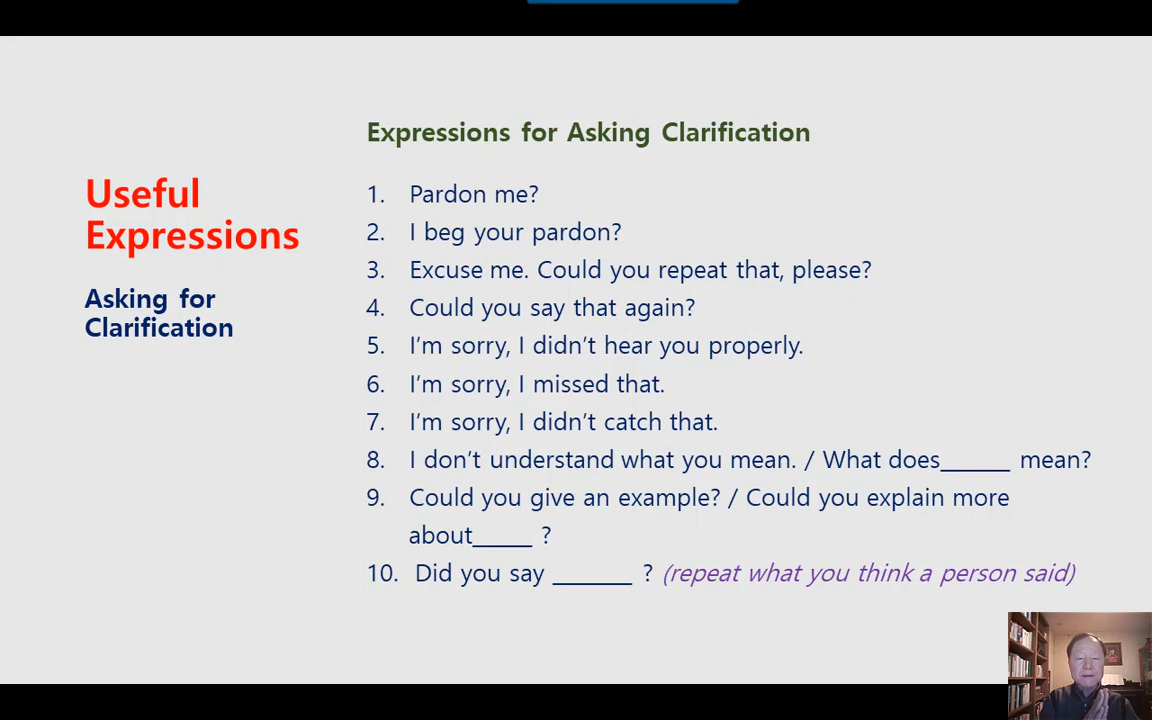 Expressions for Asking Clarification
Useful
Expressions
Asking for
Clarification
1. Pardon me?
2. I beg your pardon?
3. Excuse me. Could you repeat that, please?
4. Could you say that again?
5. I’m sorry, I didn’t hear you properly.
6. I’m sorry, I missed that.
7. I’m sorry, I didn’t catch that.
8. I don’t understand what you mean. / What does______ mean?
9. Could you give an example? / Could you explain more
about_____ ?
10. Did you say _______ ? (repeat what you think a person said)